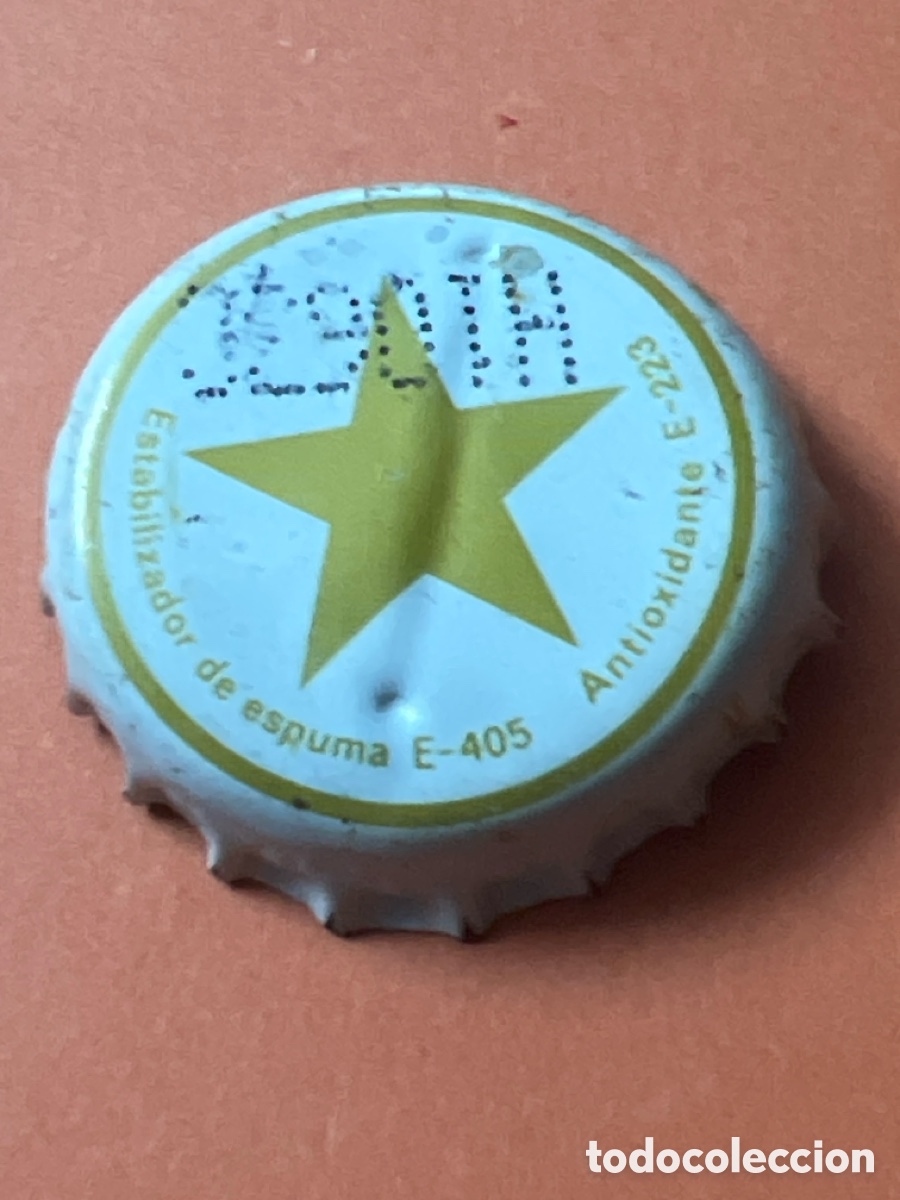 Estabilizador de espuma E-405
Antioxidante E-223
todocoleccion